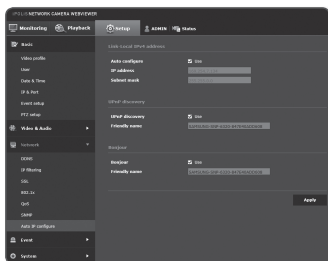 iPOLiS NETWORK CAMERA WEBVIEWER
Monitoring
Playback
Setup
ADMIN
Status
Basic
Video profile
User
Date & Time
IP & Port
Event setup
PTZ setup
Video & Audio
Network
DDNS
IP filtering
SSL
802.1x
QoS
SNMP
Auto IP configure
Event
System
Link-Local IPv4 address
Auto configure
Use
IP address
Subnet mask
UPnP discovery
UPnP discovery
Use
Friendly name
Bonjour
Bonjour
Use
Friendly name
Apply